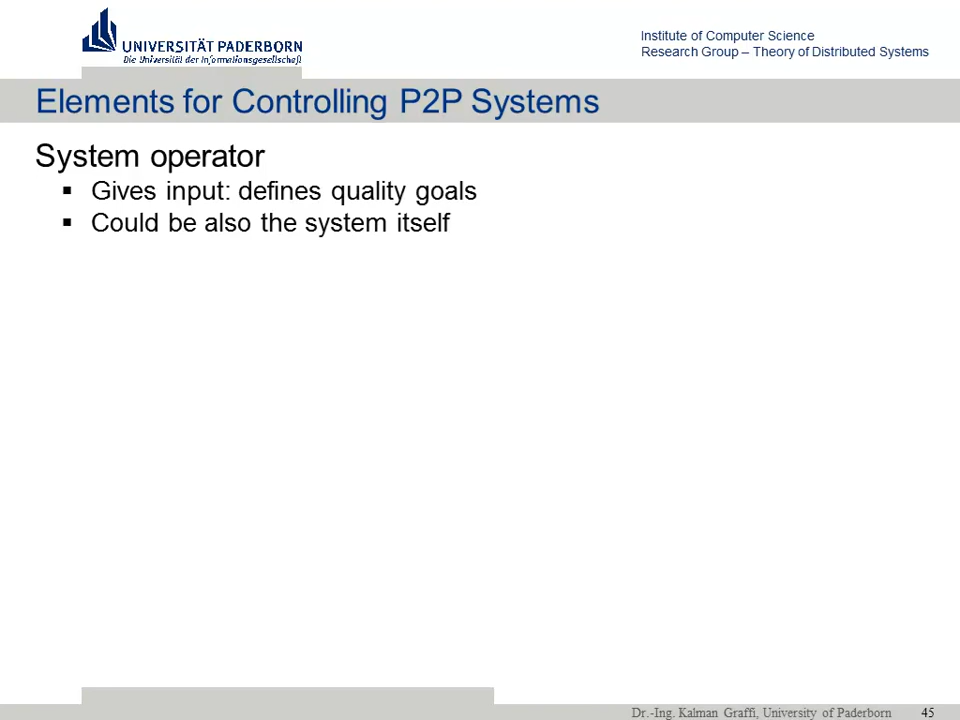 UNIVERSITÄT PADERBORN
Die Universität der Informationsgesellschaft
Institute of Computer Science
Research Group – Theory of Distributed Systems
Elements for Controlling P2P Systems
System operator
▪ Gives input: defines quality goals
▪ Could be also the system itself
Dr.-Ing. Kalman Graffi, University of Paderborn 45